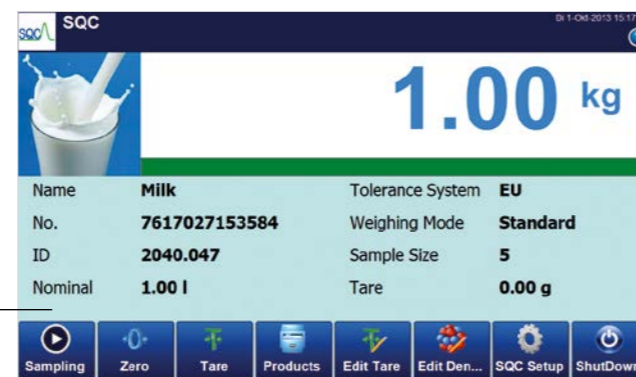 SQC
SQC
Di 1-Okt-2013 15:17
1.00 kg
Name Milk Tolerance System EU
No. 7617027153584 Weighing Mode Standard
ID 2040.047 Sample Size 5
Nominal 1.00 l Tare 0.00 g
Sampling Zero Tare Products Edit Tare Edit Den... SQC Setup ShutDown